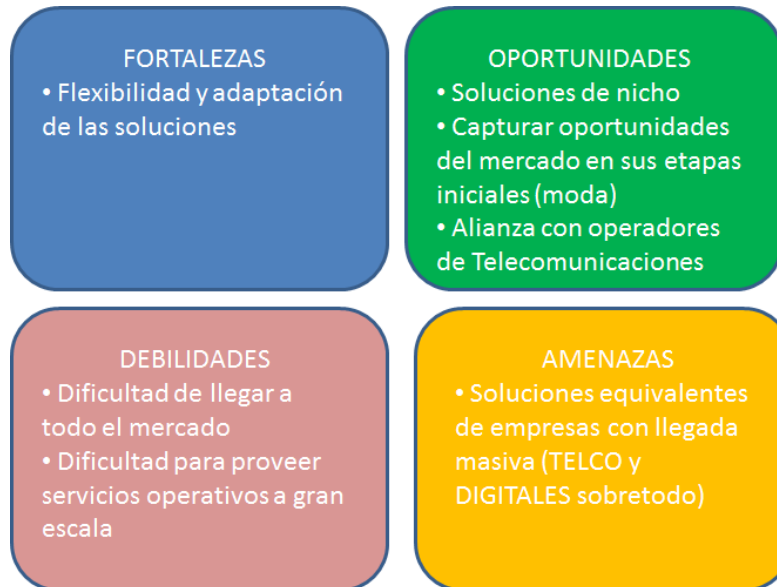 FORTALEZAS
• Flexibilidad y adaptación
de las soluciones
OPORTUNIDADES
• Soluciones de nicho
• Capturar oportunidades
del mercado en sus etapas
iniciales (moda)
• Alianza con operadores
de Telecomunicaciones
DEBILIDADES
• Dificultad de llegar a
todo el mercado
• Dificultad para proveer
servicios operativos a gran
escala
AMENAZAS
• Soluciones equivalentes
de empresas con llegada
masiva (TELCO y
DIGITALES sobretodo)